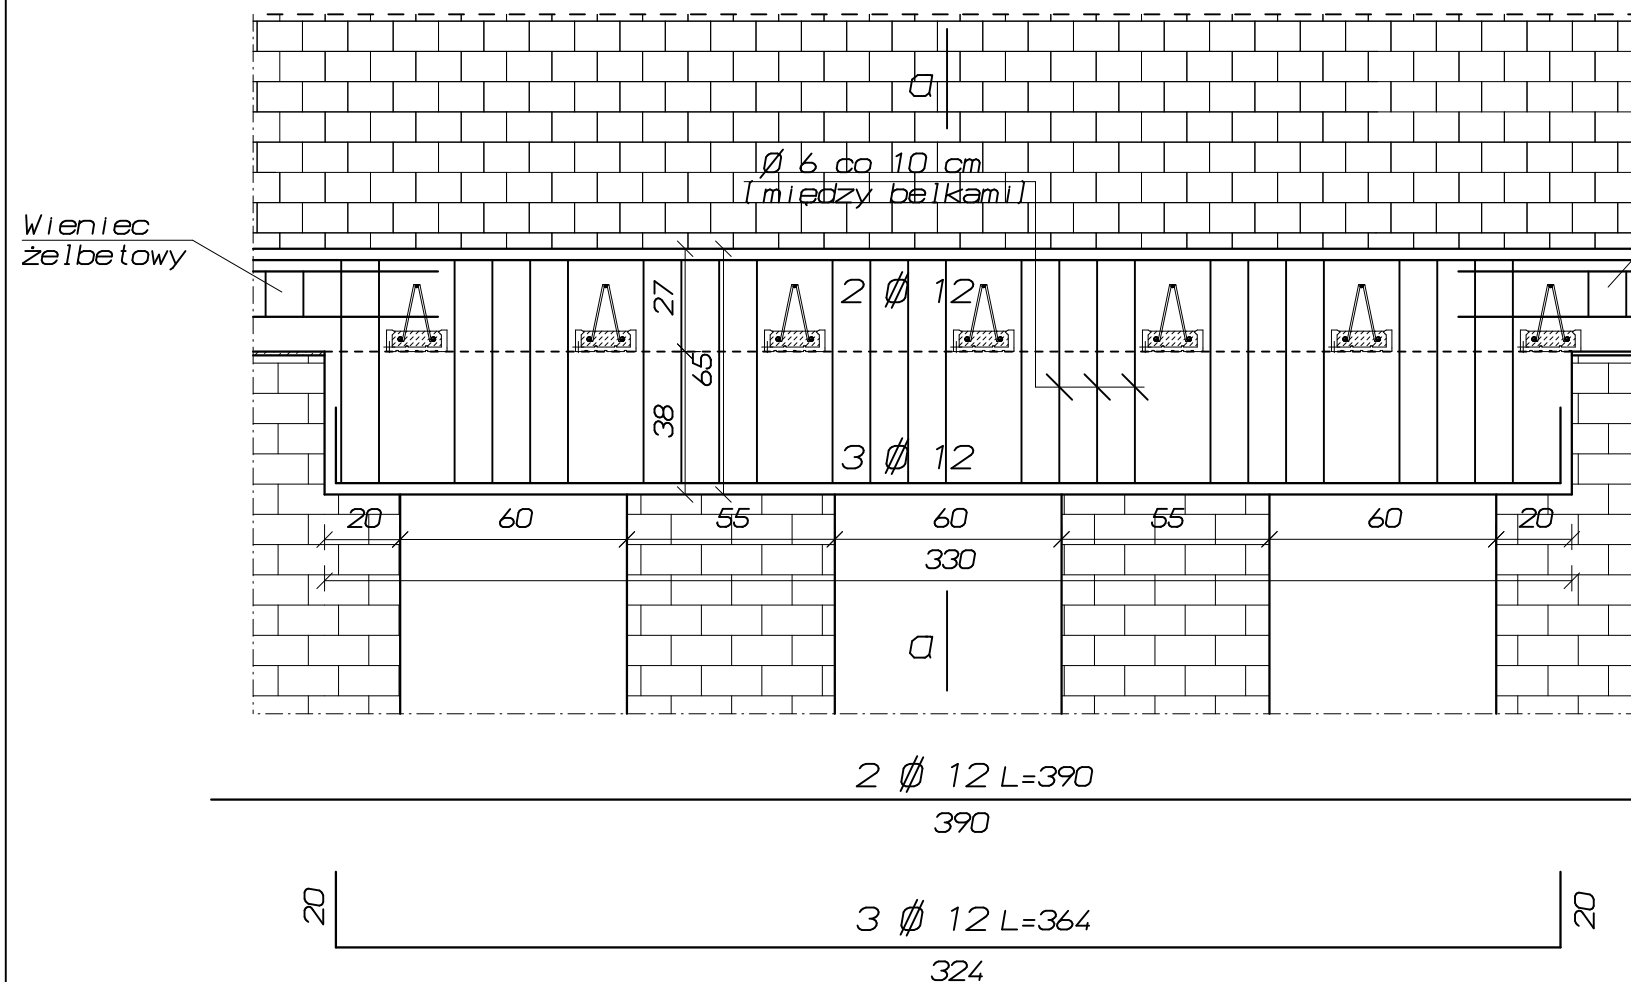 a
Ø 6 co 10 cm
(między belkami)
Wieniec
żelbetowy
27
2 Ø 12
65
38
3 Ø 12
20 60 55 60 55 60 20
330
a
2 Ø 12 L=390
390
20
3 Ø 12 L=364
20
324